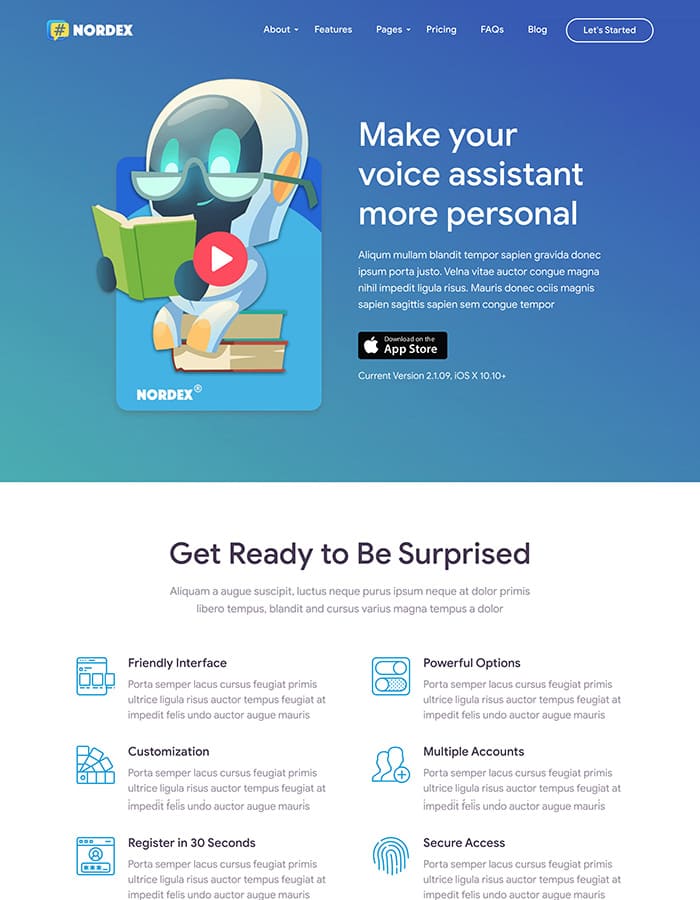 # NORDEX
About
Features
Pages
Pricing
FAQs
Blog
Let's Started
Make your
voice assistant
more personal
Aliqum mullam blandit tempor sapien gravida donec
ipsum porta justo. Velna vitae auctor congue magna
nihil impedit ligula risus. Mauris donec ociis magnis
sapien sagittis sapien sem congue tempor
Download on the
App Store
Current Version 2.1.09, iOS X 10.10+
NORDEX®
Get Ready to Be Surprised
Aliquam a augue suscipit, luctus neque purus ipsum neque at dolor primis
libero tempus, blandit and cursus varius magna tempus a dolor
Friendly Interface
Porta semper lacus cursus feugiat primis
ultrice ligula risus auctor tempus feugiat at
impedit felis undo auctor augue mauris
Powerful Options
Porta semper lacus cursus feugiat primis
ultrice ligula risus auctor tempus feugiat at
impedit felis undo auctor augue mauris
Customization
Porta semper lacus cursus feugiat primis
ultrice ligula risus auctor tempus feugiat at
impedit felis undo auctor augue mauris
Multiple Accounts
Porta semper lacus cursus feugiat primis
ultrice ligula risus auctor tempus feugiat at
impedit felis undo auctor augue mauris
Register in 30 Seconds
Porta semper lacus cursus feugiat primis
ultrice ligula risus auctor tempus feugiat at
impedit felis undo auctor augue mauris
Secure Access
Porta semper lacus cursus feugiat primis
ultrice ligula risus auctor tempus feugiat at
impedit felis undo auctor augue mauris